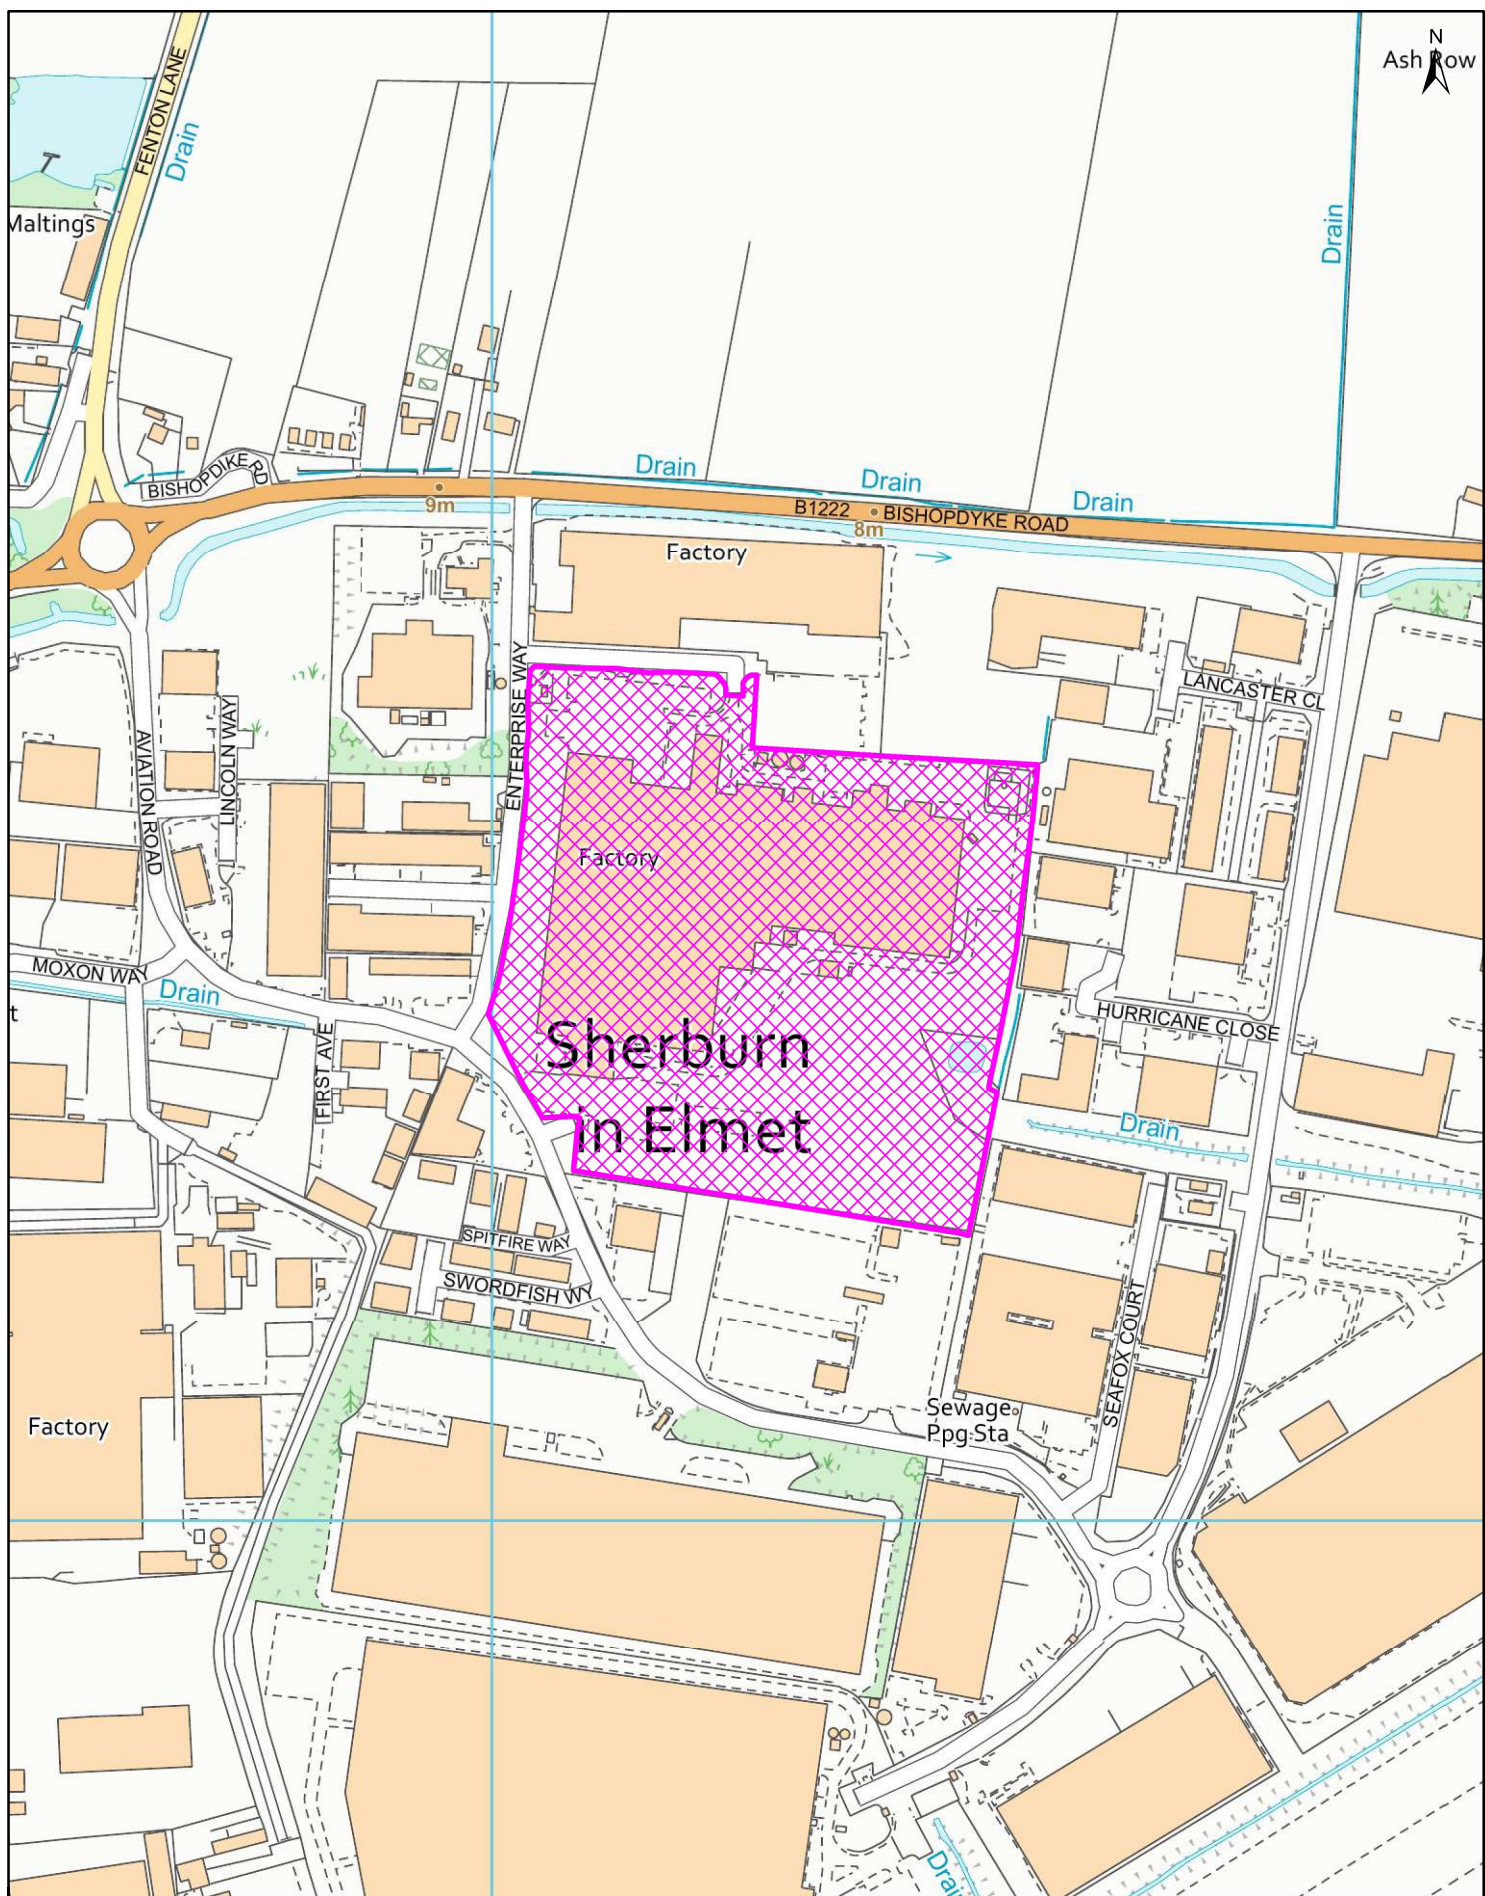 N
Ash Row
FENTON LANE
Drain
Maltings
Drain
BISHOPDIKE RD
Drain
Drain
Drain
9m
B1222
BISHOPDYKE ROAD
8m
Factory
ENTERPRISE WAY
LANCASTER CL
LINCOLN WAY
AVIATION ROAD
Factory
MOXON WAY
Drain
t
HURRICANE CLOSE
FIRST AVE
Sherburn
in Elmet
Drain
SPITFIRE WAY
SWORDFISH WY
SEAFOX COURT
Factory
Sewage
Ppg Sta
Drain